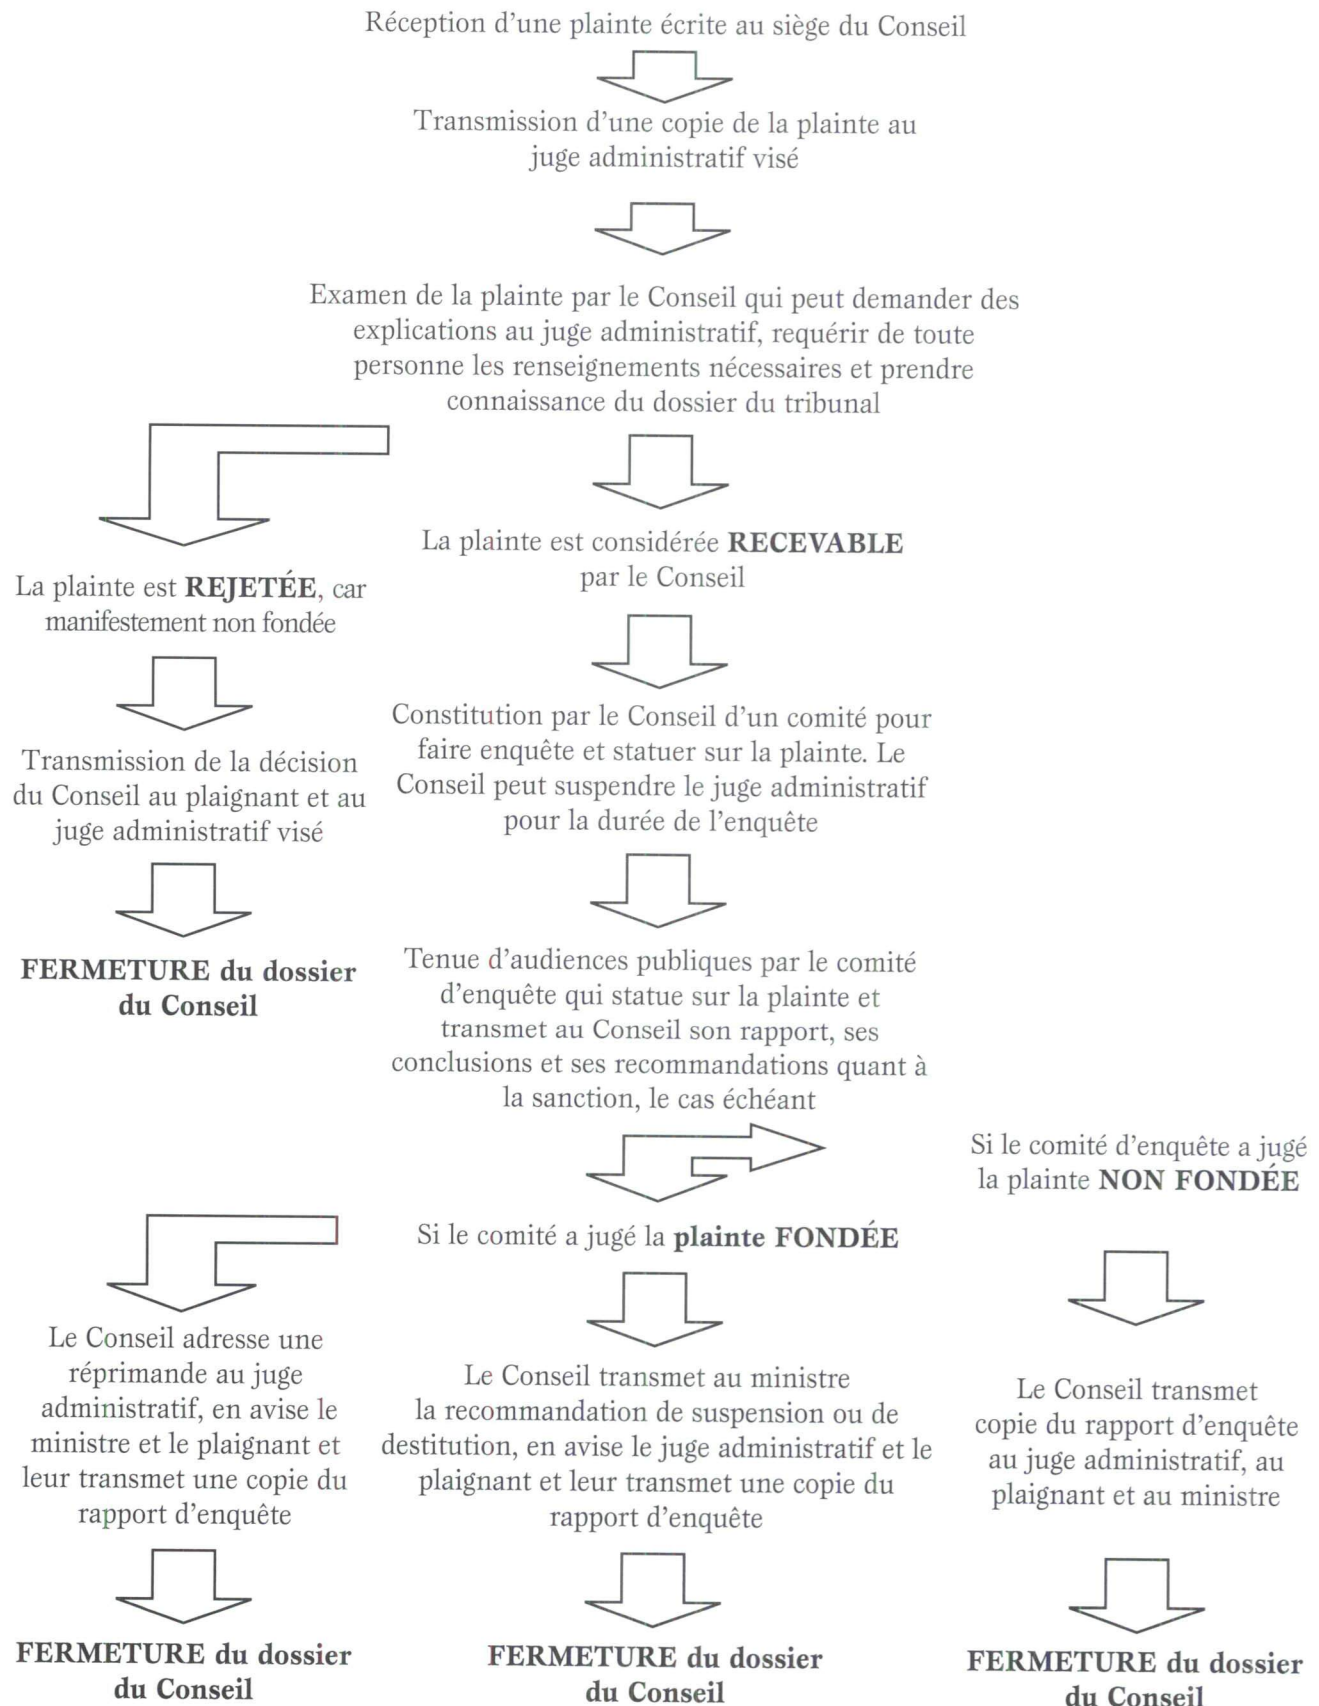 Réception d’une plainte écrite au siège du Conseil
Transmission d’une copie de la plainte au
juge administratif visé
Examen de la plainte par le Conseil qui peut demander des
explications au juge administratif, requérir de toute
personne les renseignements nécessaires et prendre
connaissance du dossier du tribunal
La plainte est REJETÉE, car
manifestement non fondée
Transmission de la décision
du Conseil au plaignant et au
juge administratif visé
FERMETURE du dossier
du Conseil
La plainte est considérée RECEVABLE
par le Conseil
Constitution par le Conseil d’un comité pour
faire enquête et statuer sur la plainte. Le
Conseil peut suspendre le juge administratif
pour la durée de l’enquête
Tenue d’audiences publiques par le comité
d’enquête qui statue sur la plainte et
transmet au Conseil son rapport, ses
conclusions et ses recommandations quant à
la sanction, le cas échéant
Si le comité a jugé la plainte FONDÉE
Le Conseil adresse une
réprimande au juge
administratif, en avise le
ministre et le plaignant et
leur transmet une copie du
rapport d’enquête
FERMETURE du dossier
du Conseil
Le Conseil transmet au ministre
la recommandation de suspension ou de
destitution, en avise le juge administratif et le
plaignant et leur transmet une copie du
rapport d’enquête
FERMETURE du dossier
du Conseil
Si le comité d’enquête a jugé
la plainte NON FONDÉE
Le Conseil transmet
copie du rapport d’enquête
au juge administratif, au
plaignant et au ministre
FERMETURE du dossier
du Conseil